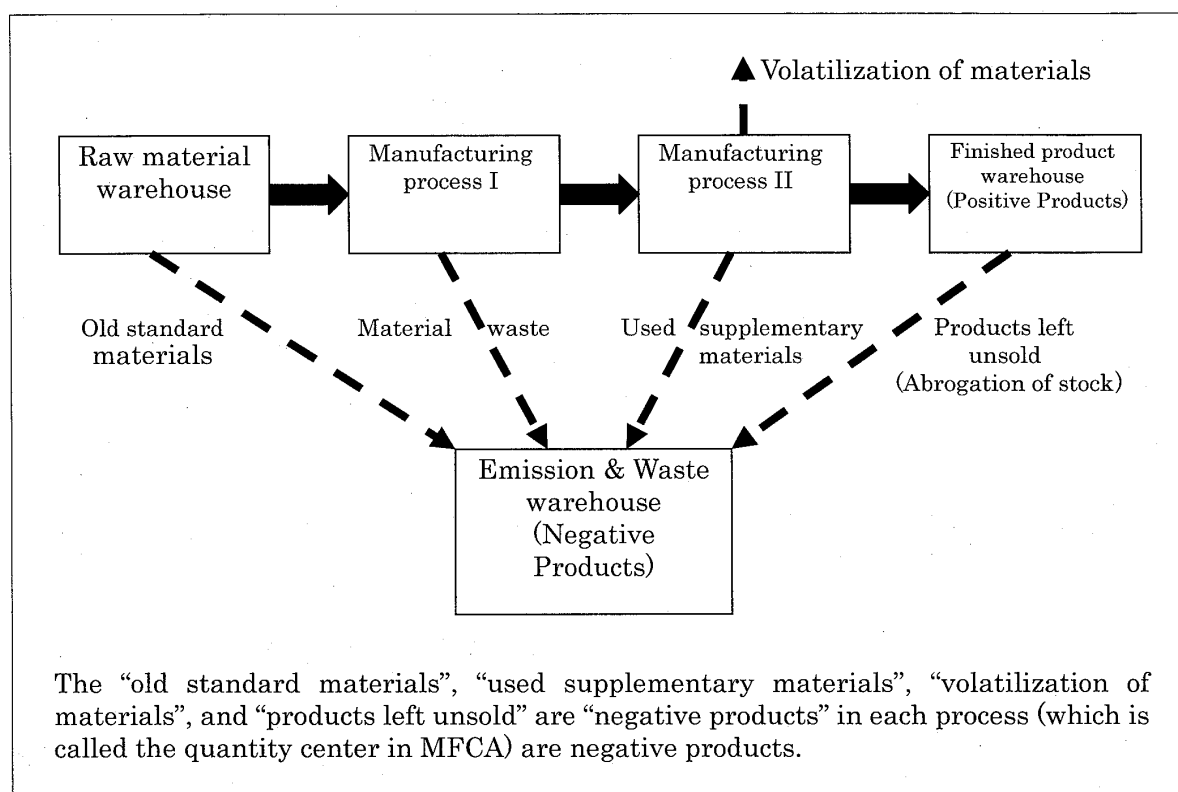 Volatilization of materials
Raw material
warehouse
Manufacturing
process I
Manufacturing
process II
Finished product
warehouse
(Positive Products)
Old standard
materials
Material waste
Used supplementary
materials
Products left
unsold
(Abrogation of stock)
Emission & Waste
warehouse
(Negative
Products)
The “old standard materials”, “used supplementary materials”, “volatilization of
materials”, and “products left unsold” are “negative products” in each process (which is
called the quantity center in MFCA) are negative products.